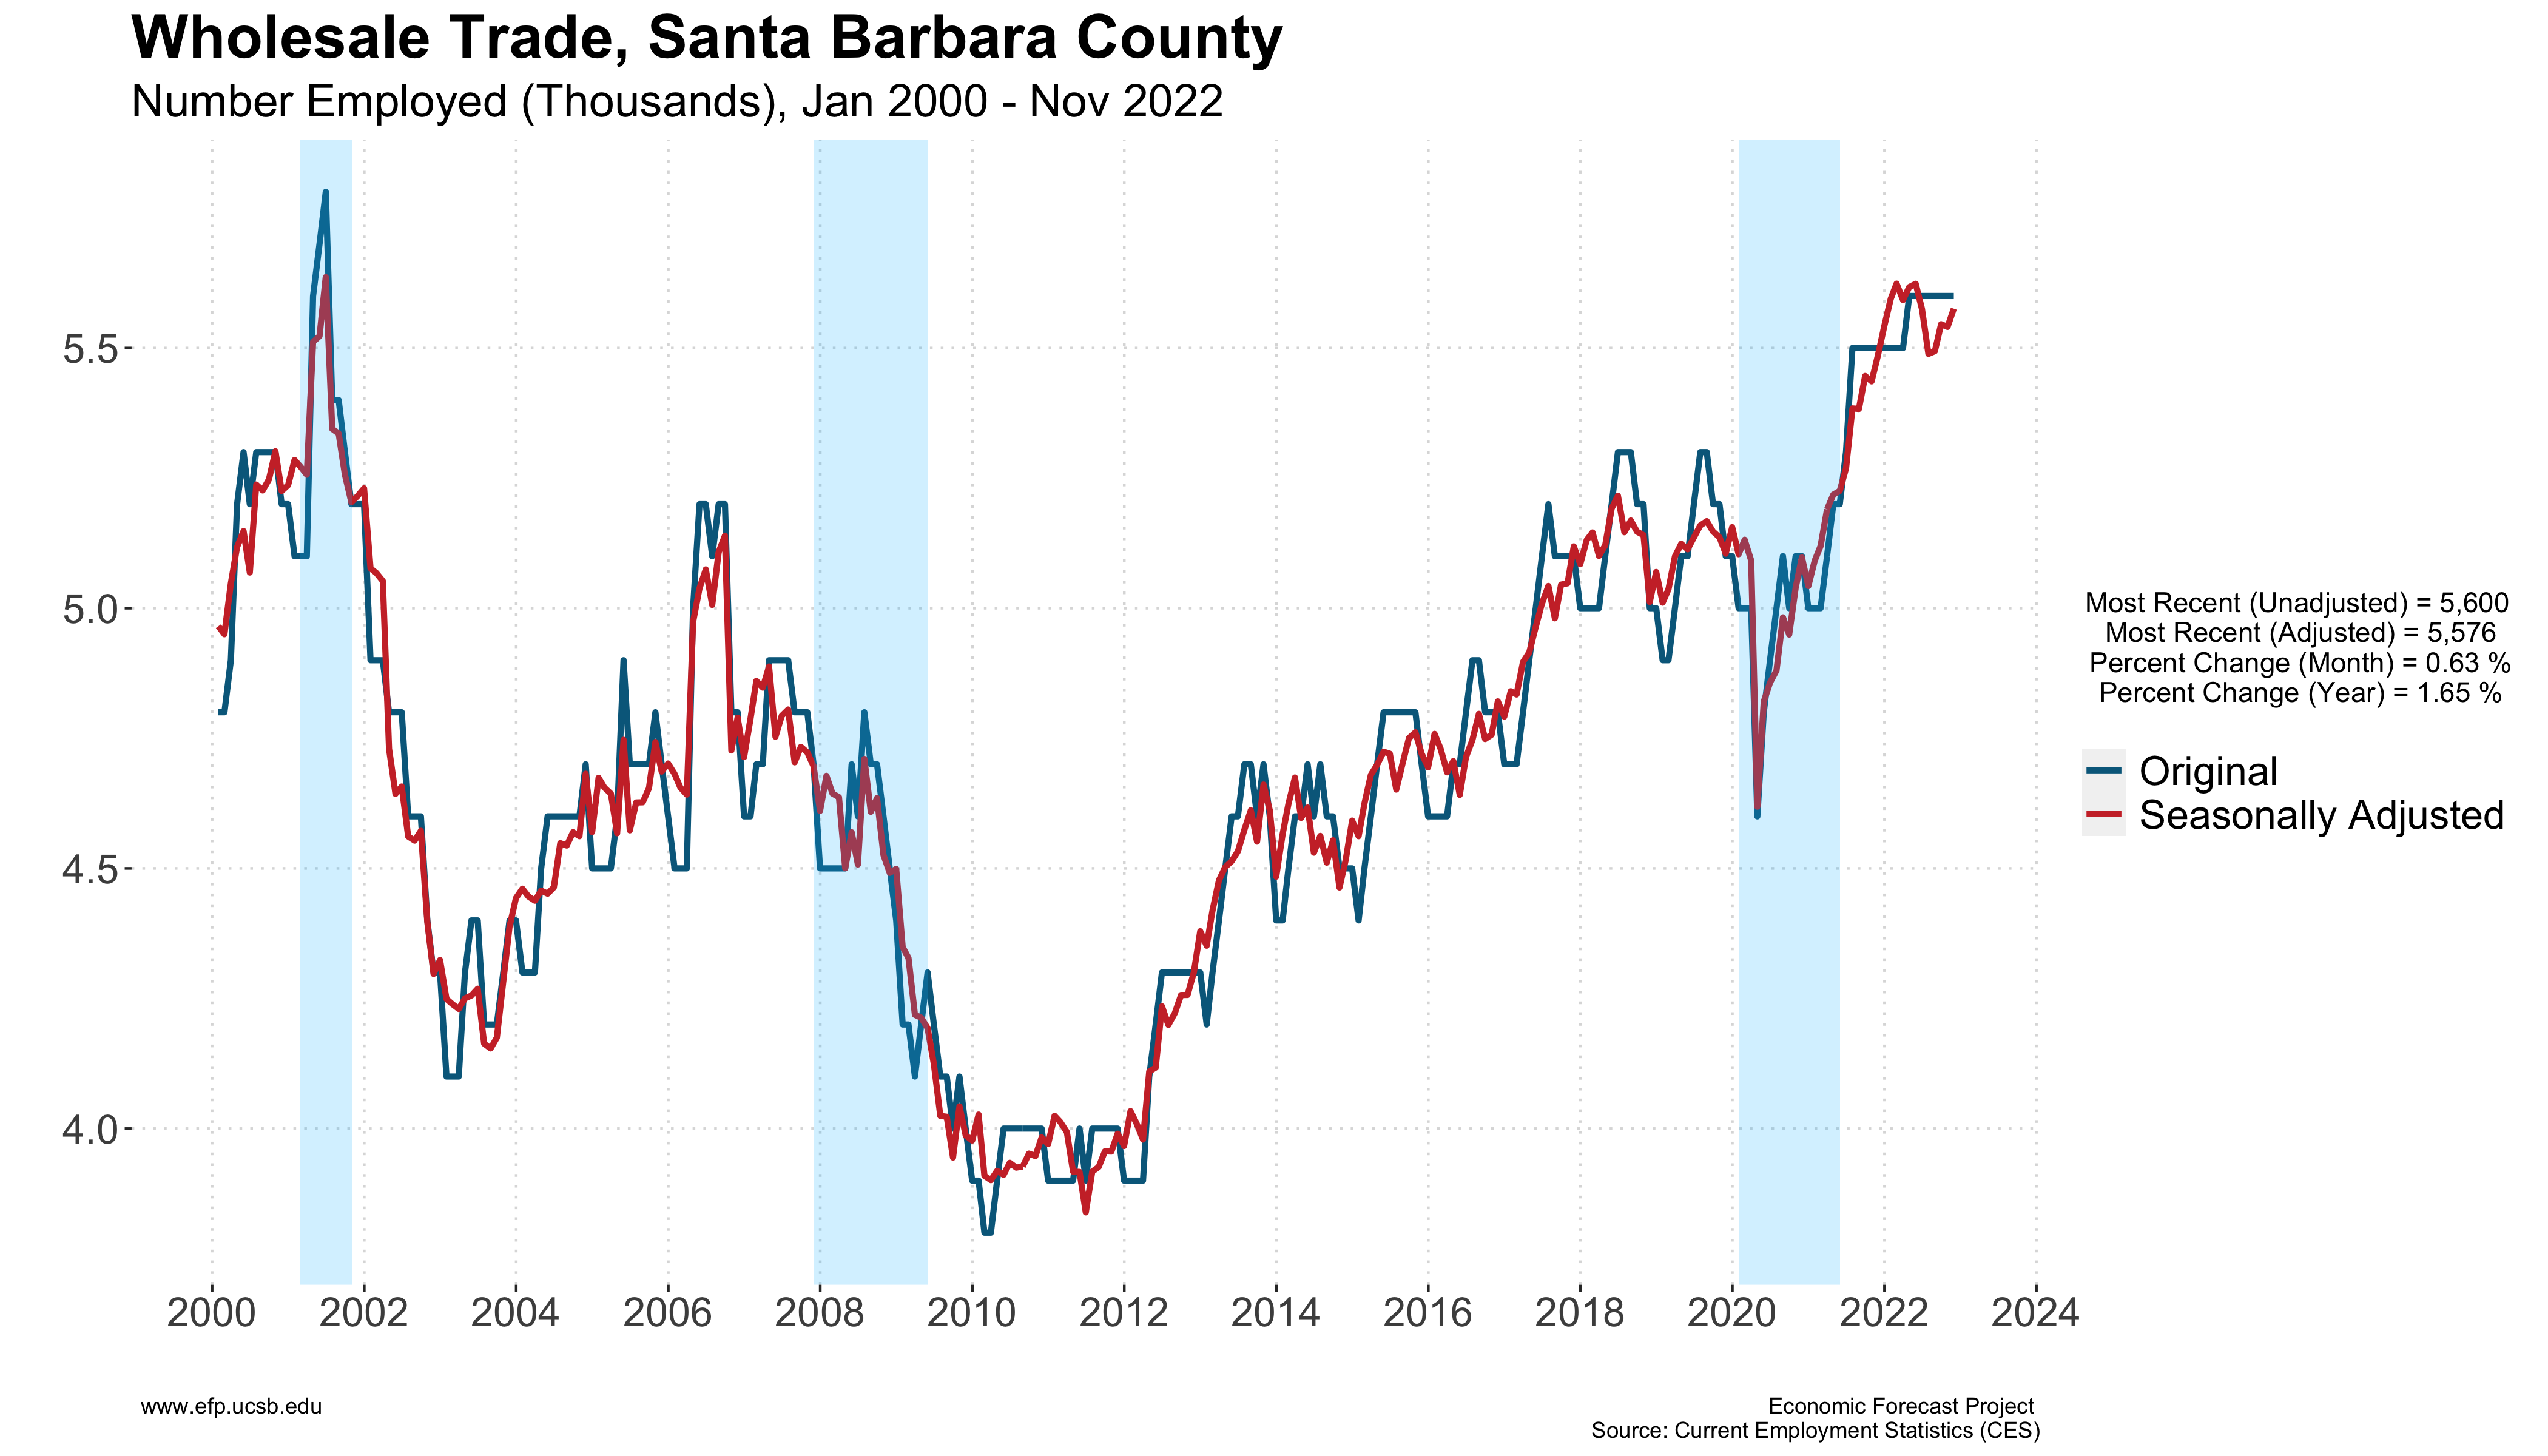 Wholesale Trade, Santa Barbara County
Number Employed (Thousands), Jan 2000 - Nov 2022
5.5
5.0
4.5
4.0
2000 2002 2004 2006 2008 2010 2012 2014 2016 2018 2020 2022 2024
Most Recent (Unadjusted) = 5,600
Most Recent (Adjusted) = 5,576
Percent Change (Month) = 0.63 %
Percent Change (Year) = 1.65 %
Original
Seasonally Adjusted
www.efp.ucsb.edu
Economic Forecast Project
Source: Current Employment Statistics (CES)